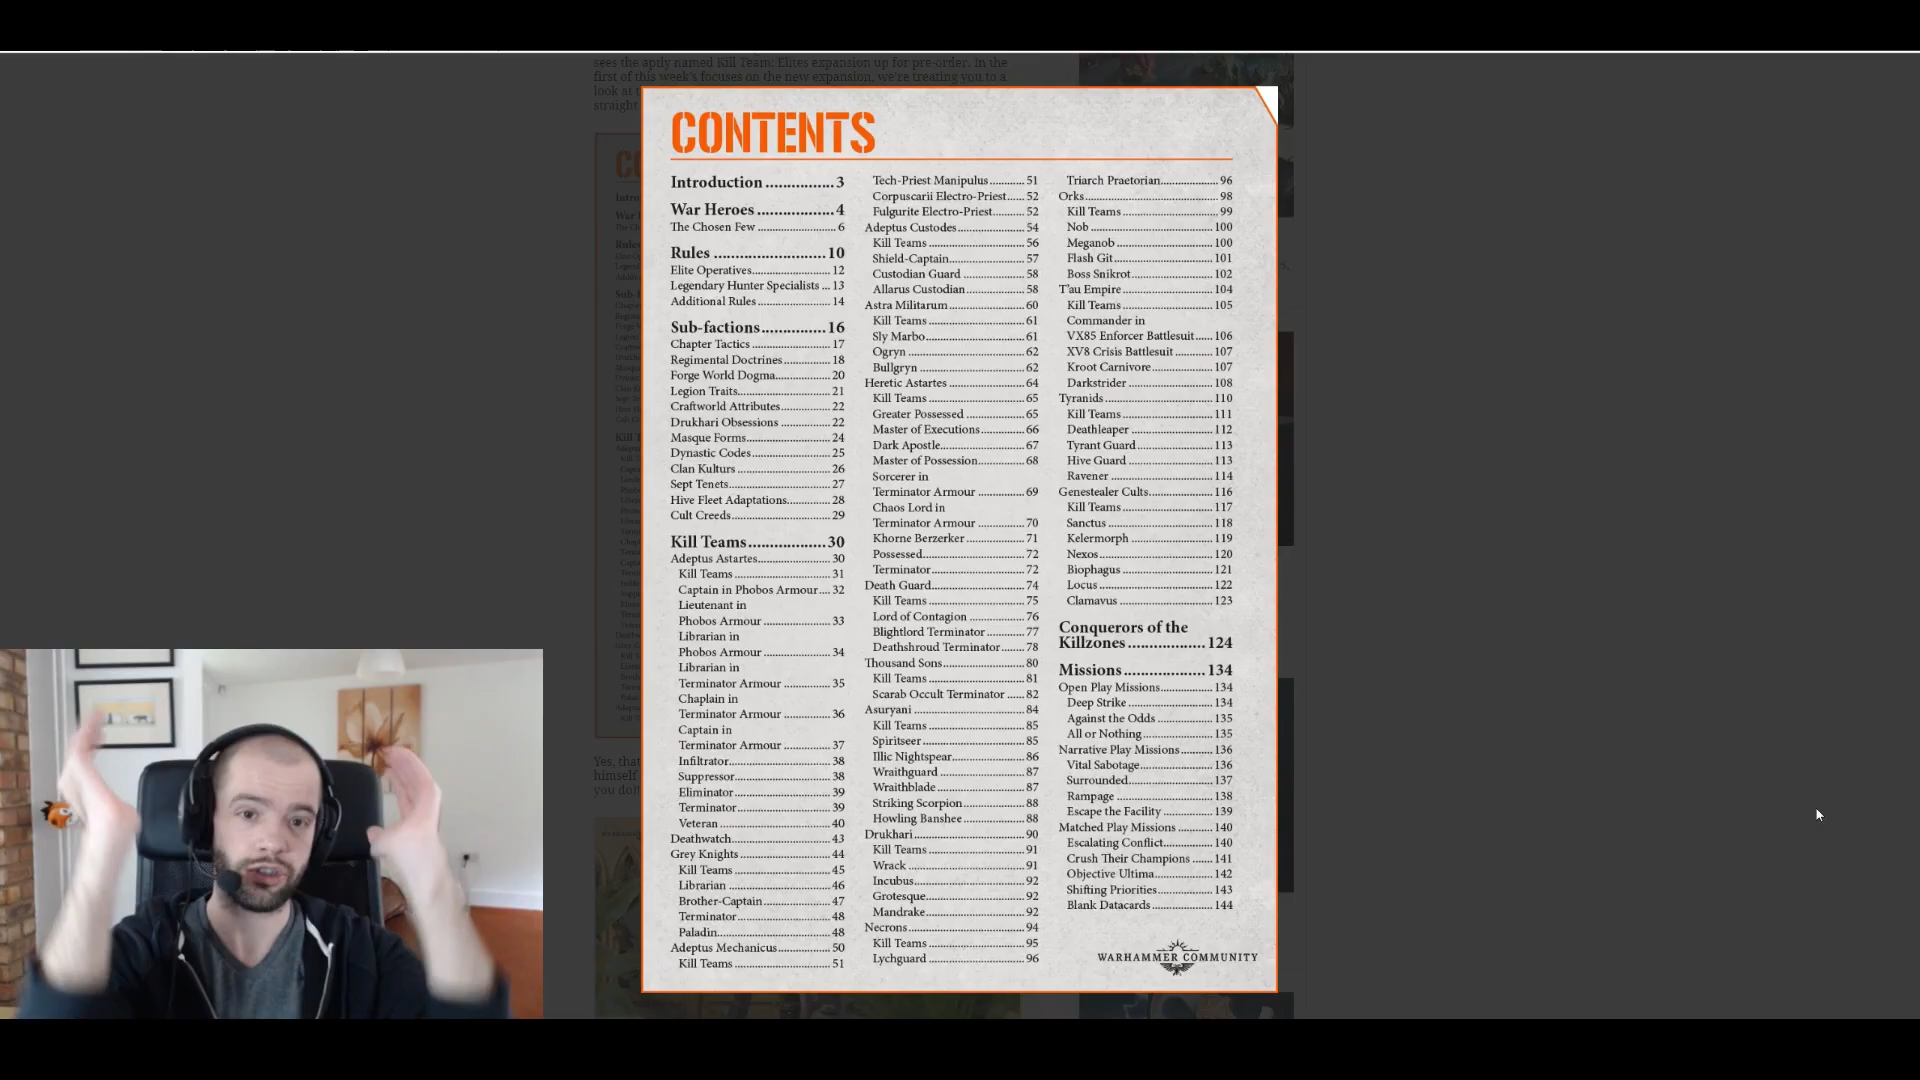 sees the aptly named Kill Team: Elites expansion up for pre-order. In the
first of this week's focuses on the new expansion, we're treating you to a
look at
straight
CONTENTS
Introduction ................ 3
War Heroes .................. 4
The Chosen Few ........................ 6
Rules .......................... 10
Elite Operatives.......................... 12
Legendary Hunter Specialists ... 13
Additional Rules ........................ 14
Sub-factions............... 16
Chapter Tactics .......................... 17
Regimental Doctrines ................ 18
Forge World Dogma.................. 20
Legion Traits.............................. 21
Craftworld Attributes................. 22
Drukhari Obsessions ................. 22
Masque Forms............................ 24
Dynastic Codes........................... 25
Clan Kulturs ................................ 26
Sept Tenets.................................. 27
Hive Fleet Adaptations.............. 28
Cult Creeds................................. 29
Kill Teams.................. 30
Adeptus Astartes......................... 30
Kill Teams ................................ 31
Captain in Phobos Armour.... 32
Lieutenant in
Phobos Armour ....................... 33
Librarian in
Phobos Armour ....................... 34
Librarian in
Terminator Armour ................ 35
Chaplain in
Terminator Armour ................ 36
Captain in
Terminator Armour ................ 37
Infiltrator.................................. 38
Suppressor................................ 38
Eliminator ................................ 39
Terminator................................ 39
Veteran ..................................... 40
Deathwatch................................. 43
Grey Knights ............................... 44
Kill Teams ................................ 45
Librarian ................................... 46
Brother-Captain....................... 47
Terminator................................ 48
Paladin...................................... 48
Adeptus Mechanicus.................. 50
Kill Teams ................................ 51
Tech-Priest Manipulus............ 51
Corpuscarii Electro-Priest...... 52
Fulgurite Electro-Priest........... 52
Adeptus Custodes....................... 54
Kill Teams ................................ 56
Shield-Captain.......................... 57
Custodian Guard ..................... 58
Allarus Custodian.................... 58
Astra Militarum .......................... 60
Kill Teams ................................ 61
Sly Marbo................................. 61
Ogryn ....................................... 62
Bullgryn .................................... 62
Heretic Astartes .......................... 64
Kill Teams ................................ 65
Greater Possessed .................... 65
Master of Executions.............. 66
Dark Apostle............................ 67
Master of Possession................ 68
Sorcerer in
Terminator Armour ................ 69
Chaos Lord in
Terminator Armour ................ 70
Khorne Berzerker .................... 71
Possessed.................................. 72
Terminator................................ 72
Death Guard................................ 74
Kill Teams ................................ 75
Lord of Contagion ................... 76
Blightlord Terminator ............. 77
Deathshroud Terminator........ 78
Thousand Sons............................ 80
Kill Teams ................................ 81
Scarab Occult Terminator ...... 82
Asuryani ...................................... 84
Kill Teams ................................ 85
Spiritseer ................................... 85
Illic Nightspear......................... 86
Wraithguard ............................. 87
Wraithblade.............................. 87
Striking Scorpion ..................... 88
Howling Banshee ..................... 88
Drukhari....................................... 90
Kill Teams ................................ 91
Wrack ........................................ 91
Incubus...................................... 92
Grotesque.................................. 92
Mandrake.................................. 92
Necrons........................................ 94
Kill Teams ................................ 95
Lychguard ................................. 96
Triarch Praetorian.................... 96
Orks.............................................. 98
Kill Teams ................................ 99
Nob ......................................... 100
Meganob ................................ 100
Flash Git ................................. 101
Boss Snikrot............................ 102
T'au Empire ............................... 104
Kill Teams .............................. 105
Commander in
VX85 Enforcer Battlesuit...... 106
XV8 Crisis Battlesuit ............. 107
Kroot Carnivore..................... 107
Darkstrider ............................. 108
Tyranids..................................... 110
Kill Teams .............................. 111
Deathleaper ............................ 112
Tyrant Guard.......................... 113
Hive Guard ............................. 113
Ravener ................................... 114
Genestealer Cults...................... 116
Kill Teams .............................. 117
Sanctus .................................... 118
Kelermorph ............................ 119
Nexos....................................... 120
Biophagus ............................... 121
Locus ....................................... 122
Clamavus ................................ 123
Conquerors of the
Killzones .................. 124
Missions .................... 134
Open Play Missions.................. 134
Deep Strike ............................. 134
Against the Odds ................... 135
All or Nothing ........................ 135
Narrative Play Missions........... 136
Vital Sabotage......................... 136
Surrounded............................. 137
Rampage ................................. 138
Escape the Facility ................. 139
Matched Play Missions ............ 140
Escalating Conflict................. 140
Crush Their Champions ....... 141
Objective Ultima.................... 142
Shifting Priorities................... 143
Blank Datacards ..................... 144
WARHAMMER COMMUNITY
Yes, that
himself
you do